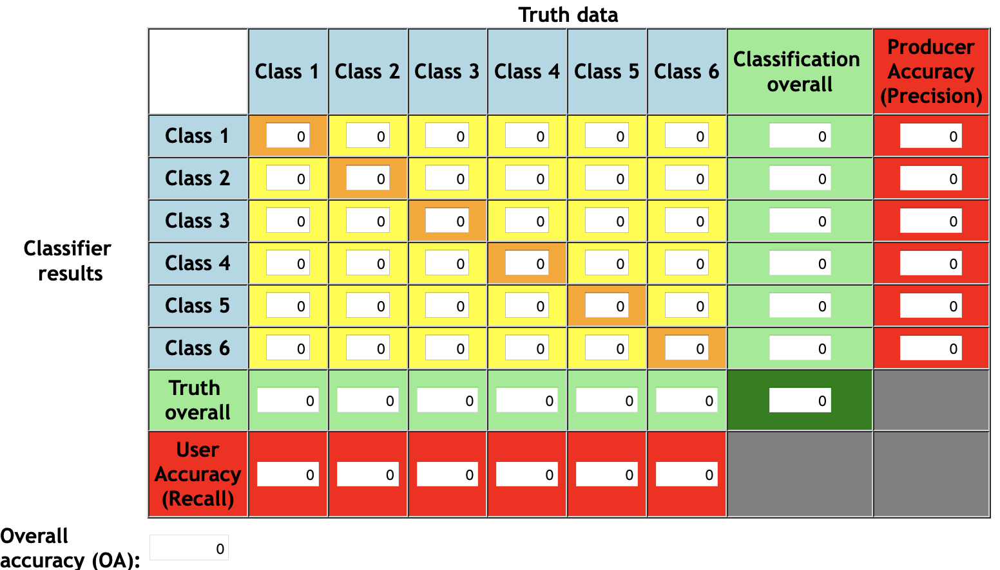 Truth data
Class 1 Class 2 Class 3 Class 4 Class 5 Class 6 Classification overall Producer Accuracy (Precision)
Class 1 0 0 0 0 0 0 0 0
Class 2 0 0 0 0 0 0 0 0
Class 3 0 0 0 0 0 0 0 0
Classifier results
Class 4 0 0 0 0 0 0 0 0
Class 5 0 0 0 0 0 0 0 0
Class 6 0 0 0 0 0 0 0 0
Truth overall 0 0 0 0 0 0 0
User Accuracy (Recall) 0 0 0 0 0 0
Overall accuracy (OA): 0